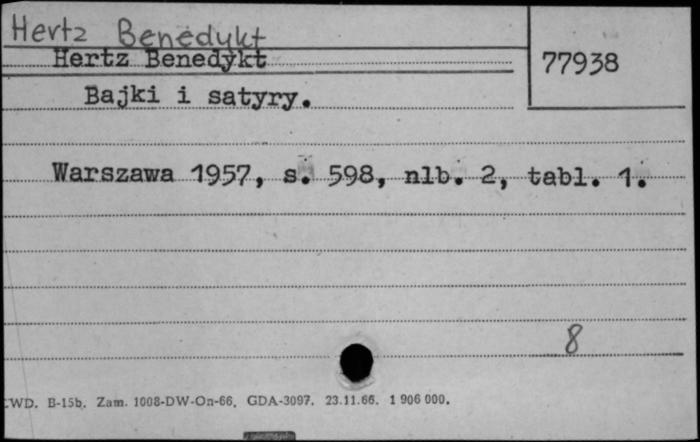 Hertz Benedykt
Hertz Benedykt
77938
Bajki i satyry.
Warszawa 1957, s. 598, nlb. 2, tabl. 1.
8
WD. B-15b. Zam. 1008-DW-On-66. GDA-3097. 23.11.66. 1 906 000.